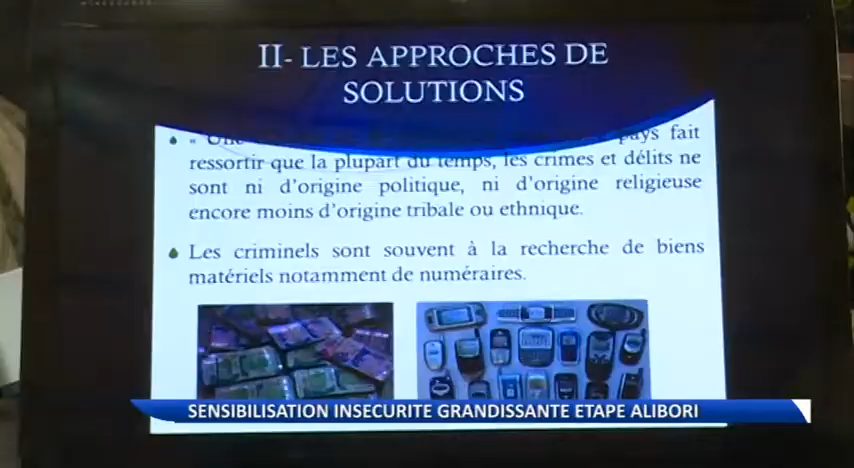 II- LES APPROCHES DE
SOLUTIONS
« Une pays fait
ressortir que la plupart du temps, les crimes et délits ne
sont ni d'origine politique, ni d'origine religieuse
encore moins d'origine tribale ou ethnique.
Les criminels sont souvent à la recherche de biens
matériels notamment de numéraires.
SENSIBILISATION INSECURITE GRANDISSANTE ETAPE ALIBORI